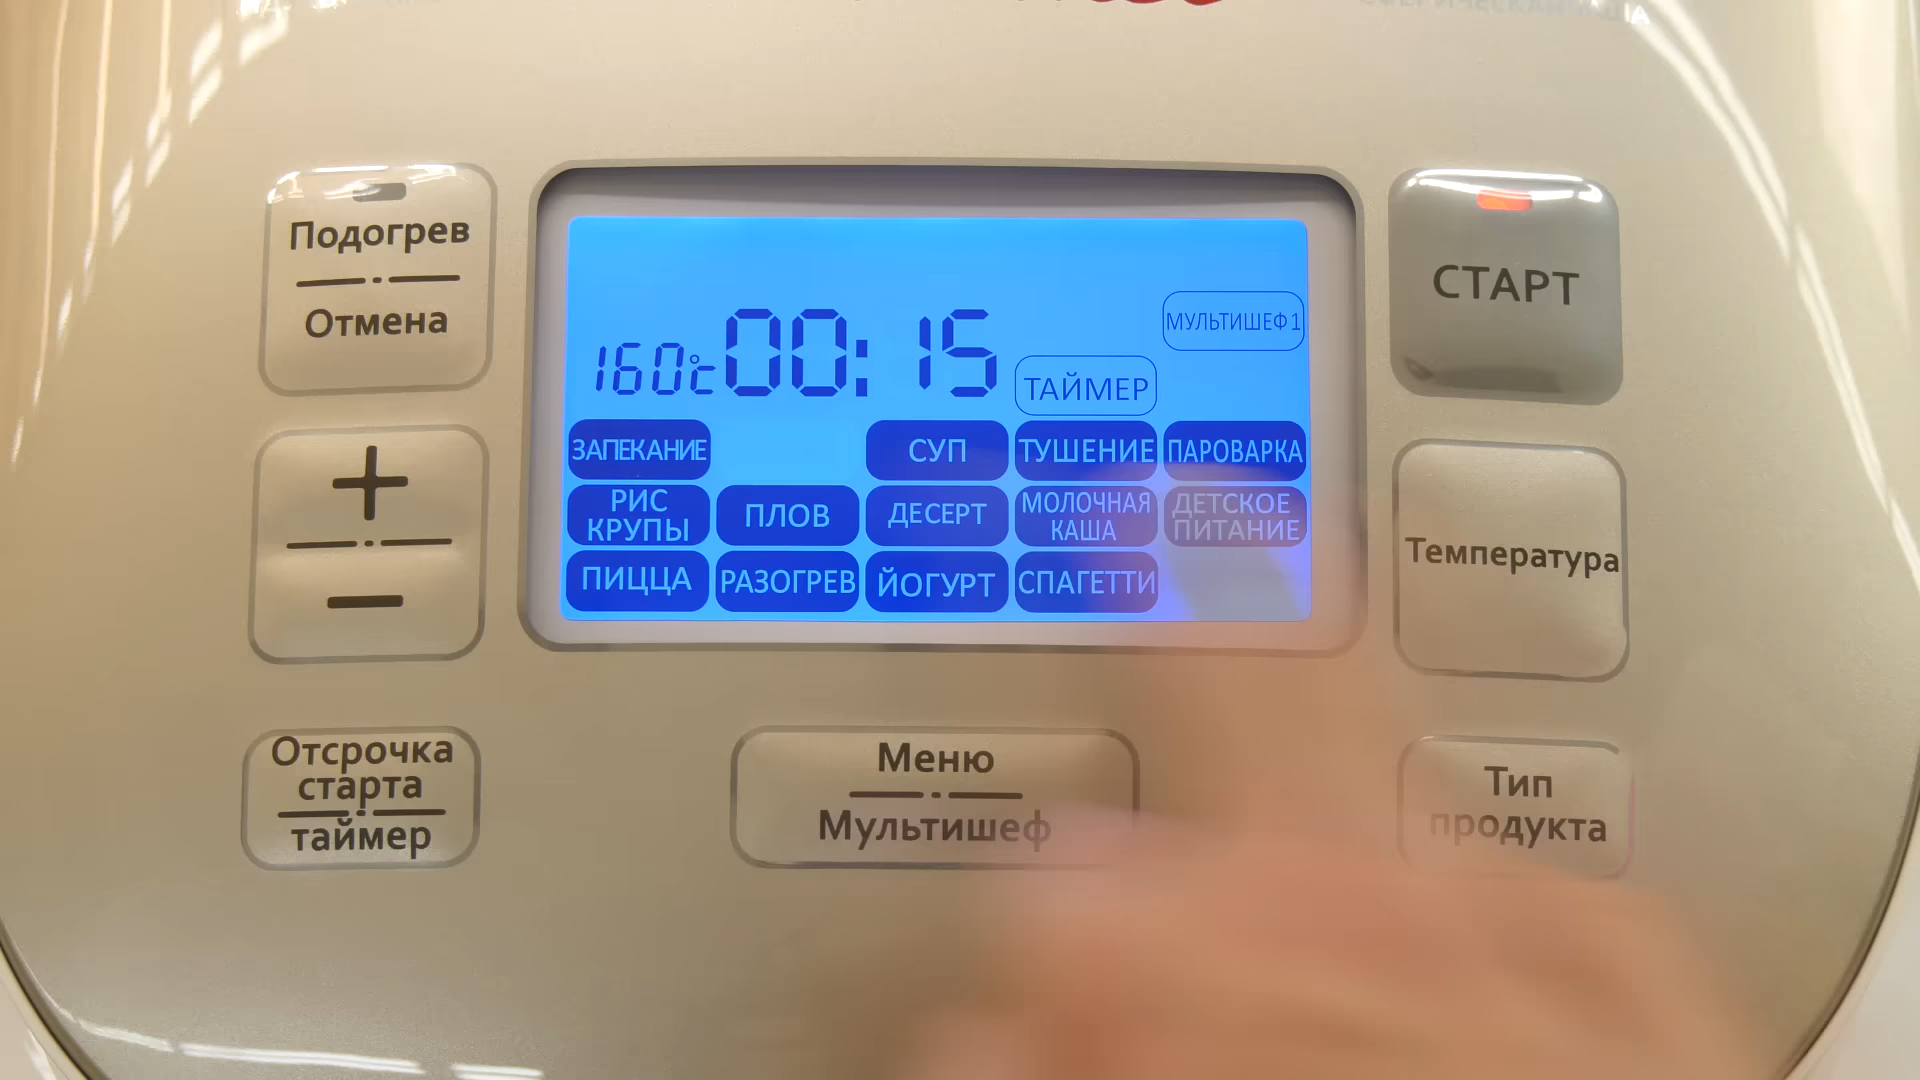 Подогрев
Отмена
+
-
Отсрочка
старта
таймер
160°C 00:15
ТАЙМЕР
МУЛЬТИШЕФ 1
ЗАПЕКАНИЕ
СУП
ТУШЕНИЕ
ПАРОВАРКА
РИС
КРУПЫ
ПЛОВ
ДЕСЕРТ
МОЛОЧНАЯ
КАША
ДЕТСКОЕ
ПИТАНИЕ
ПИЦЦА
РАЗОГРЕВ
ЙОГУРТ
СПАГЕТТИ
Меню
Мультишеф
СТАРТ
Температура
Тип
продукта